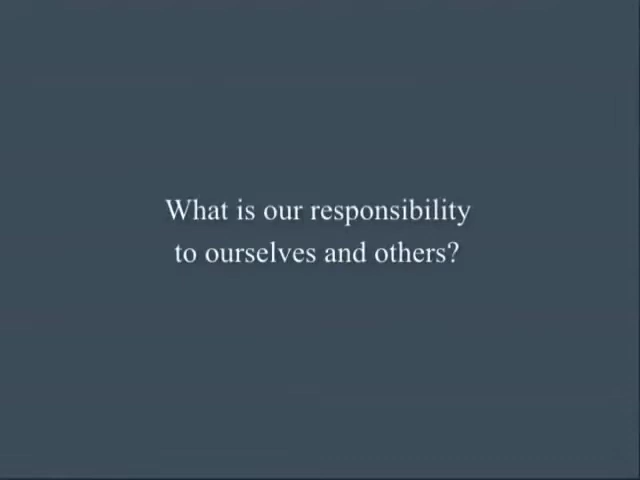 What is our responsibility
to ourselves and others?